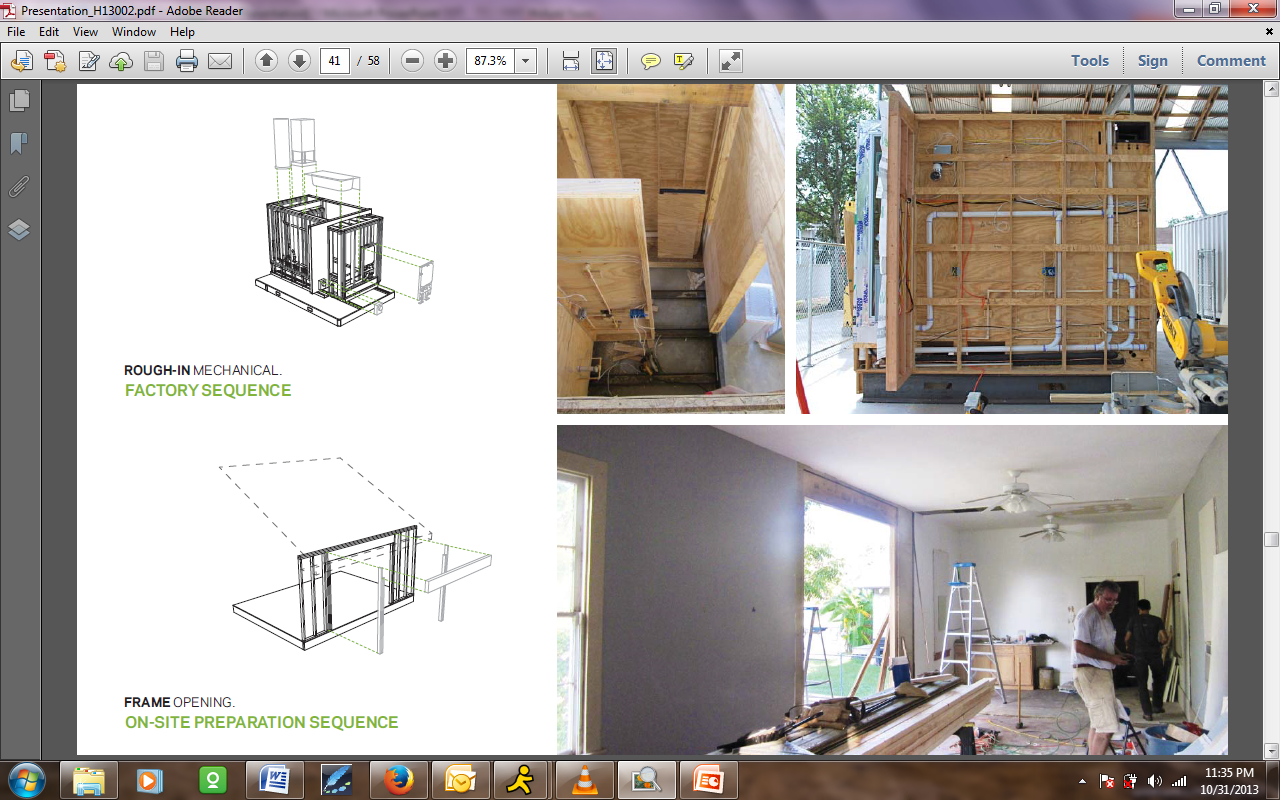 Presentation_H13002.pdf - Adobe Reader
File Edit View Window Help
41 / 58 87.3% Tools Sign Comment
ROUGH-IN MECHANICAL.
FACTORY SEQUENCE
FRAME OPENING.
ON-SITE PREPARATION SEQUENCE
11:35 PM
10/31/2013